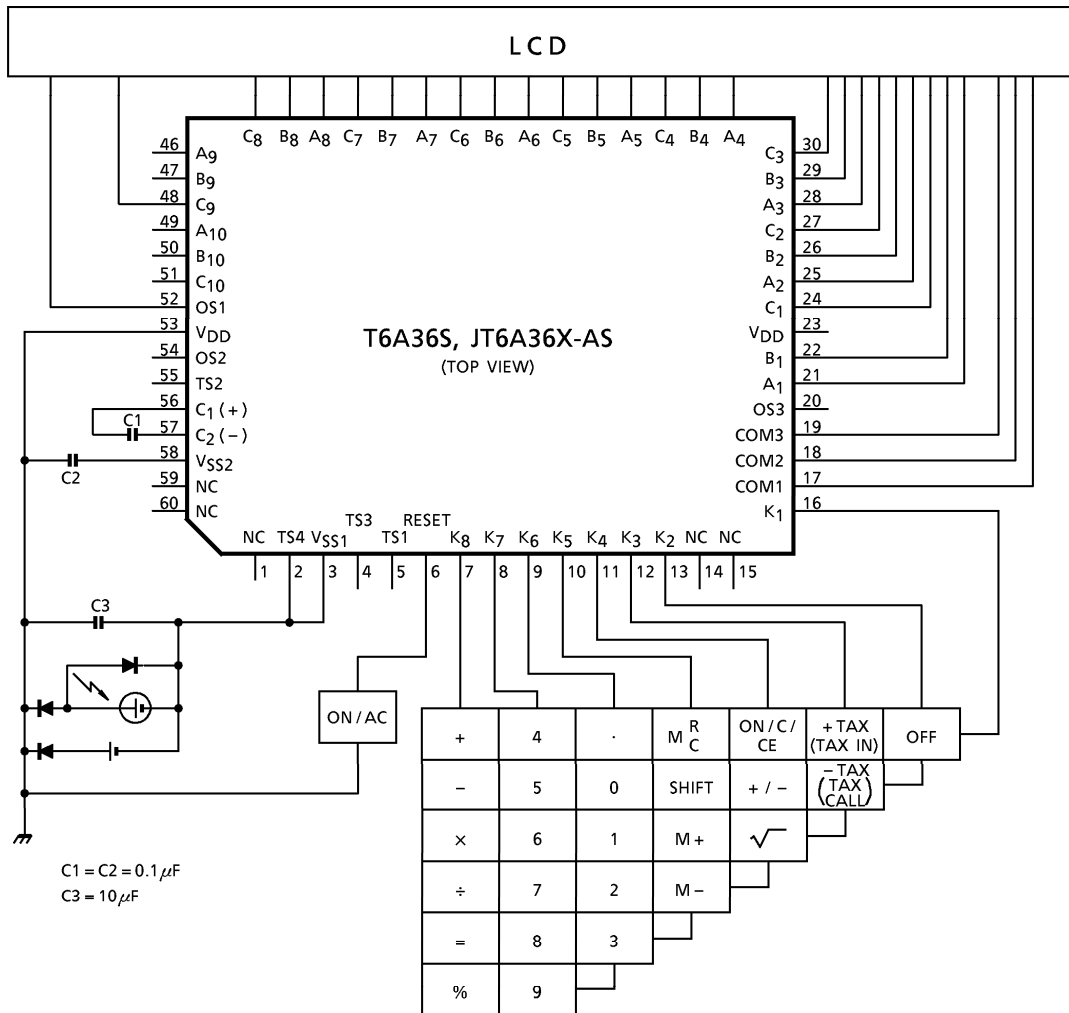 LCD
C8 B8 A8 C7 B7 A7 C6 B6 A6 C5 B5 A5 C4 B4 A4
46 A9
47 B9
48 C9
49 A10
50 B10
51 C10
52 OS1
53 VDD
54 OS2
55 TS2
56 C1 (+)
57 C2 (−)
58 VSS2
59 NC
60 NC
C1
C2
T6A36S, JT6A36X-AS
(TOP VIEW)
C3 30
B3 29
A3 28
C2 27
B2 26
A2 25
C1 24
VDD 23
B1 22
A1 21
OS3 20
COM3 19
COM2 18
COM1 17
K1 16
NC TS4 VSS1 TS3 TS1 RESET K8 K7 K6 K5 K4 K3 K2 NC NC
1 2 3 4 5 6 7 8 9 10 11 12 13 14 15
C3
ON/AC
+ 4 · M R C ON/C/CE +TAX (TAX IN) OFF
− 5 0 SHIFT +/− −TAX (TAX CALL)
× 6 1 M+ √
÷ 7 2 M−
= 8 3
% 9
C1 = C2 = 0.1 μF
C3 = 10 μF